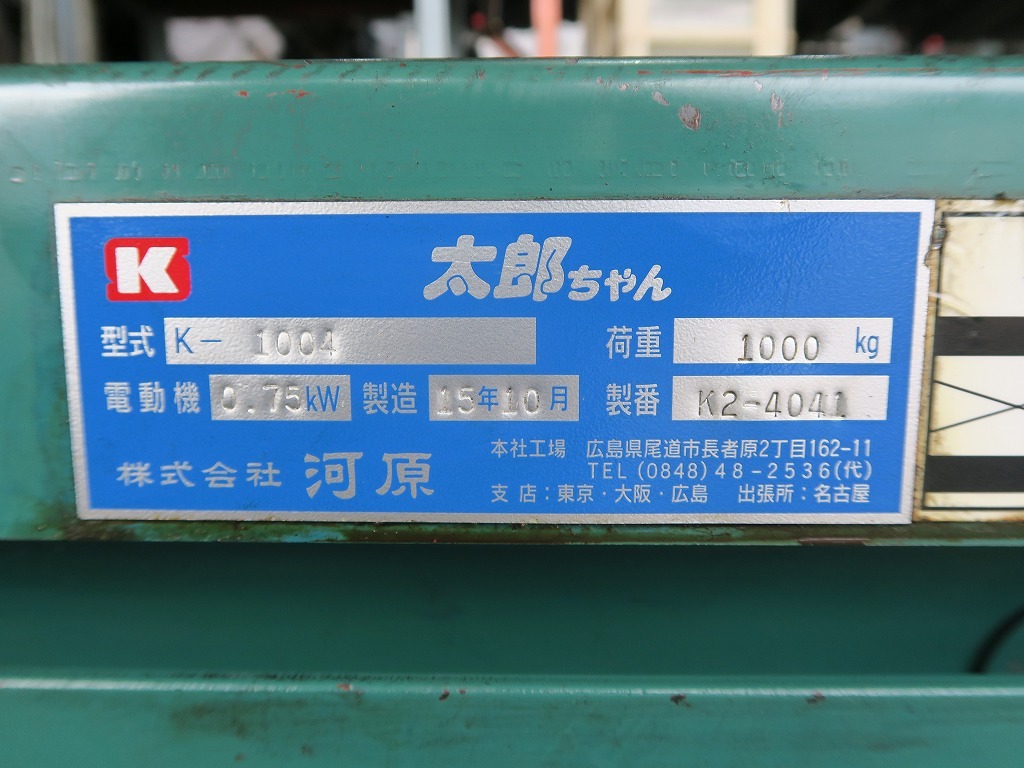 K
太郎ちゃん
型式 K- 1004 荷重 1000 kg
電動機 0.75kW 製造 15年10月 製番 K2-4041
株式会社 河原
本社工場 広島県尾道市長者原2丁目162-11
TEL (0848) 48-2536(代)
支店:東京・大阪・広島 出張所:名古屋